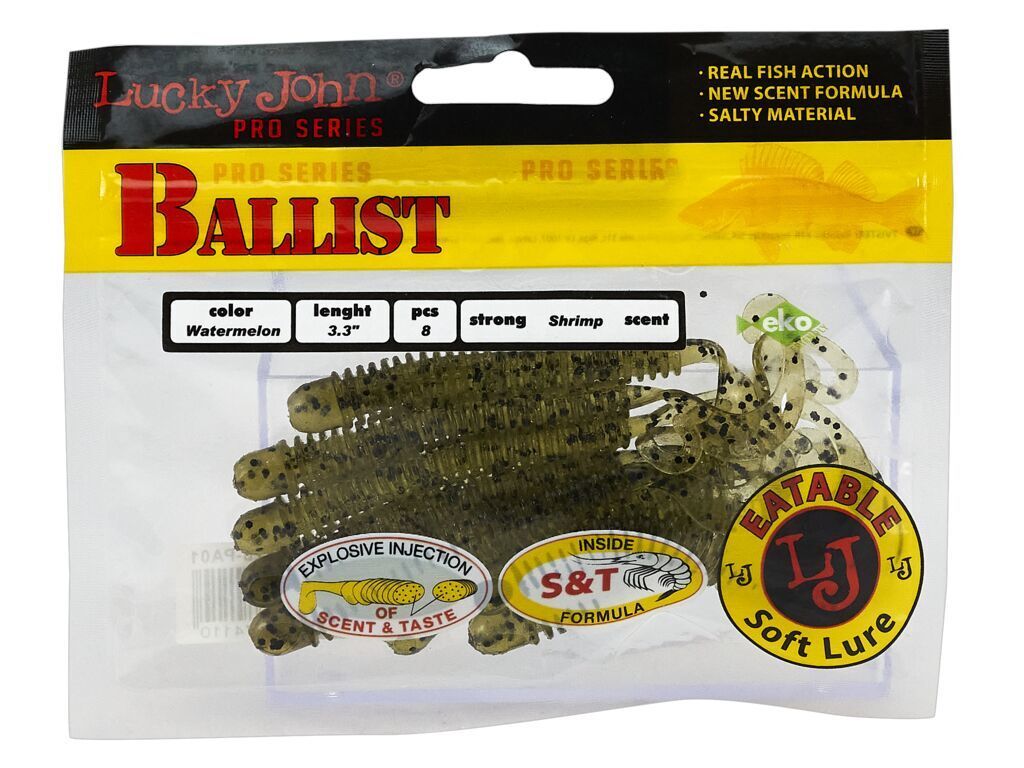 Lucky John®
PRO SERIES
· REAL FISH ACTION
· NEW SCENT FORMULA
· SALTY MATERIAL
PRO SERIES
PRO SERI
BALLIST
color
Watermelon
lenght
3.3"
pcs
8
strong Shrimp scent
eko
EXPLOSIVE INJECTION
OF
SCENT & TASTE
INSIDE
S&T
FORMULA
EATABLE
LJ
LJ
LJ
Soft Lure